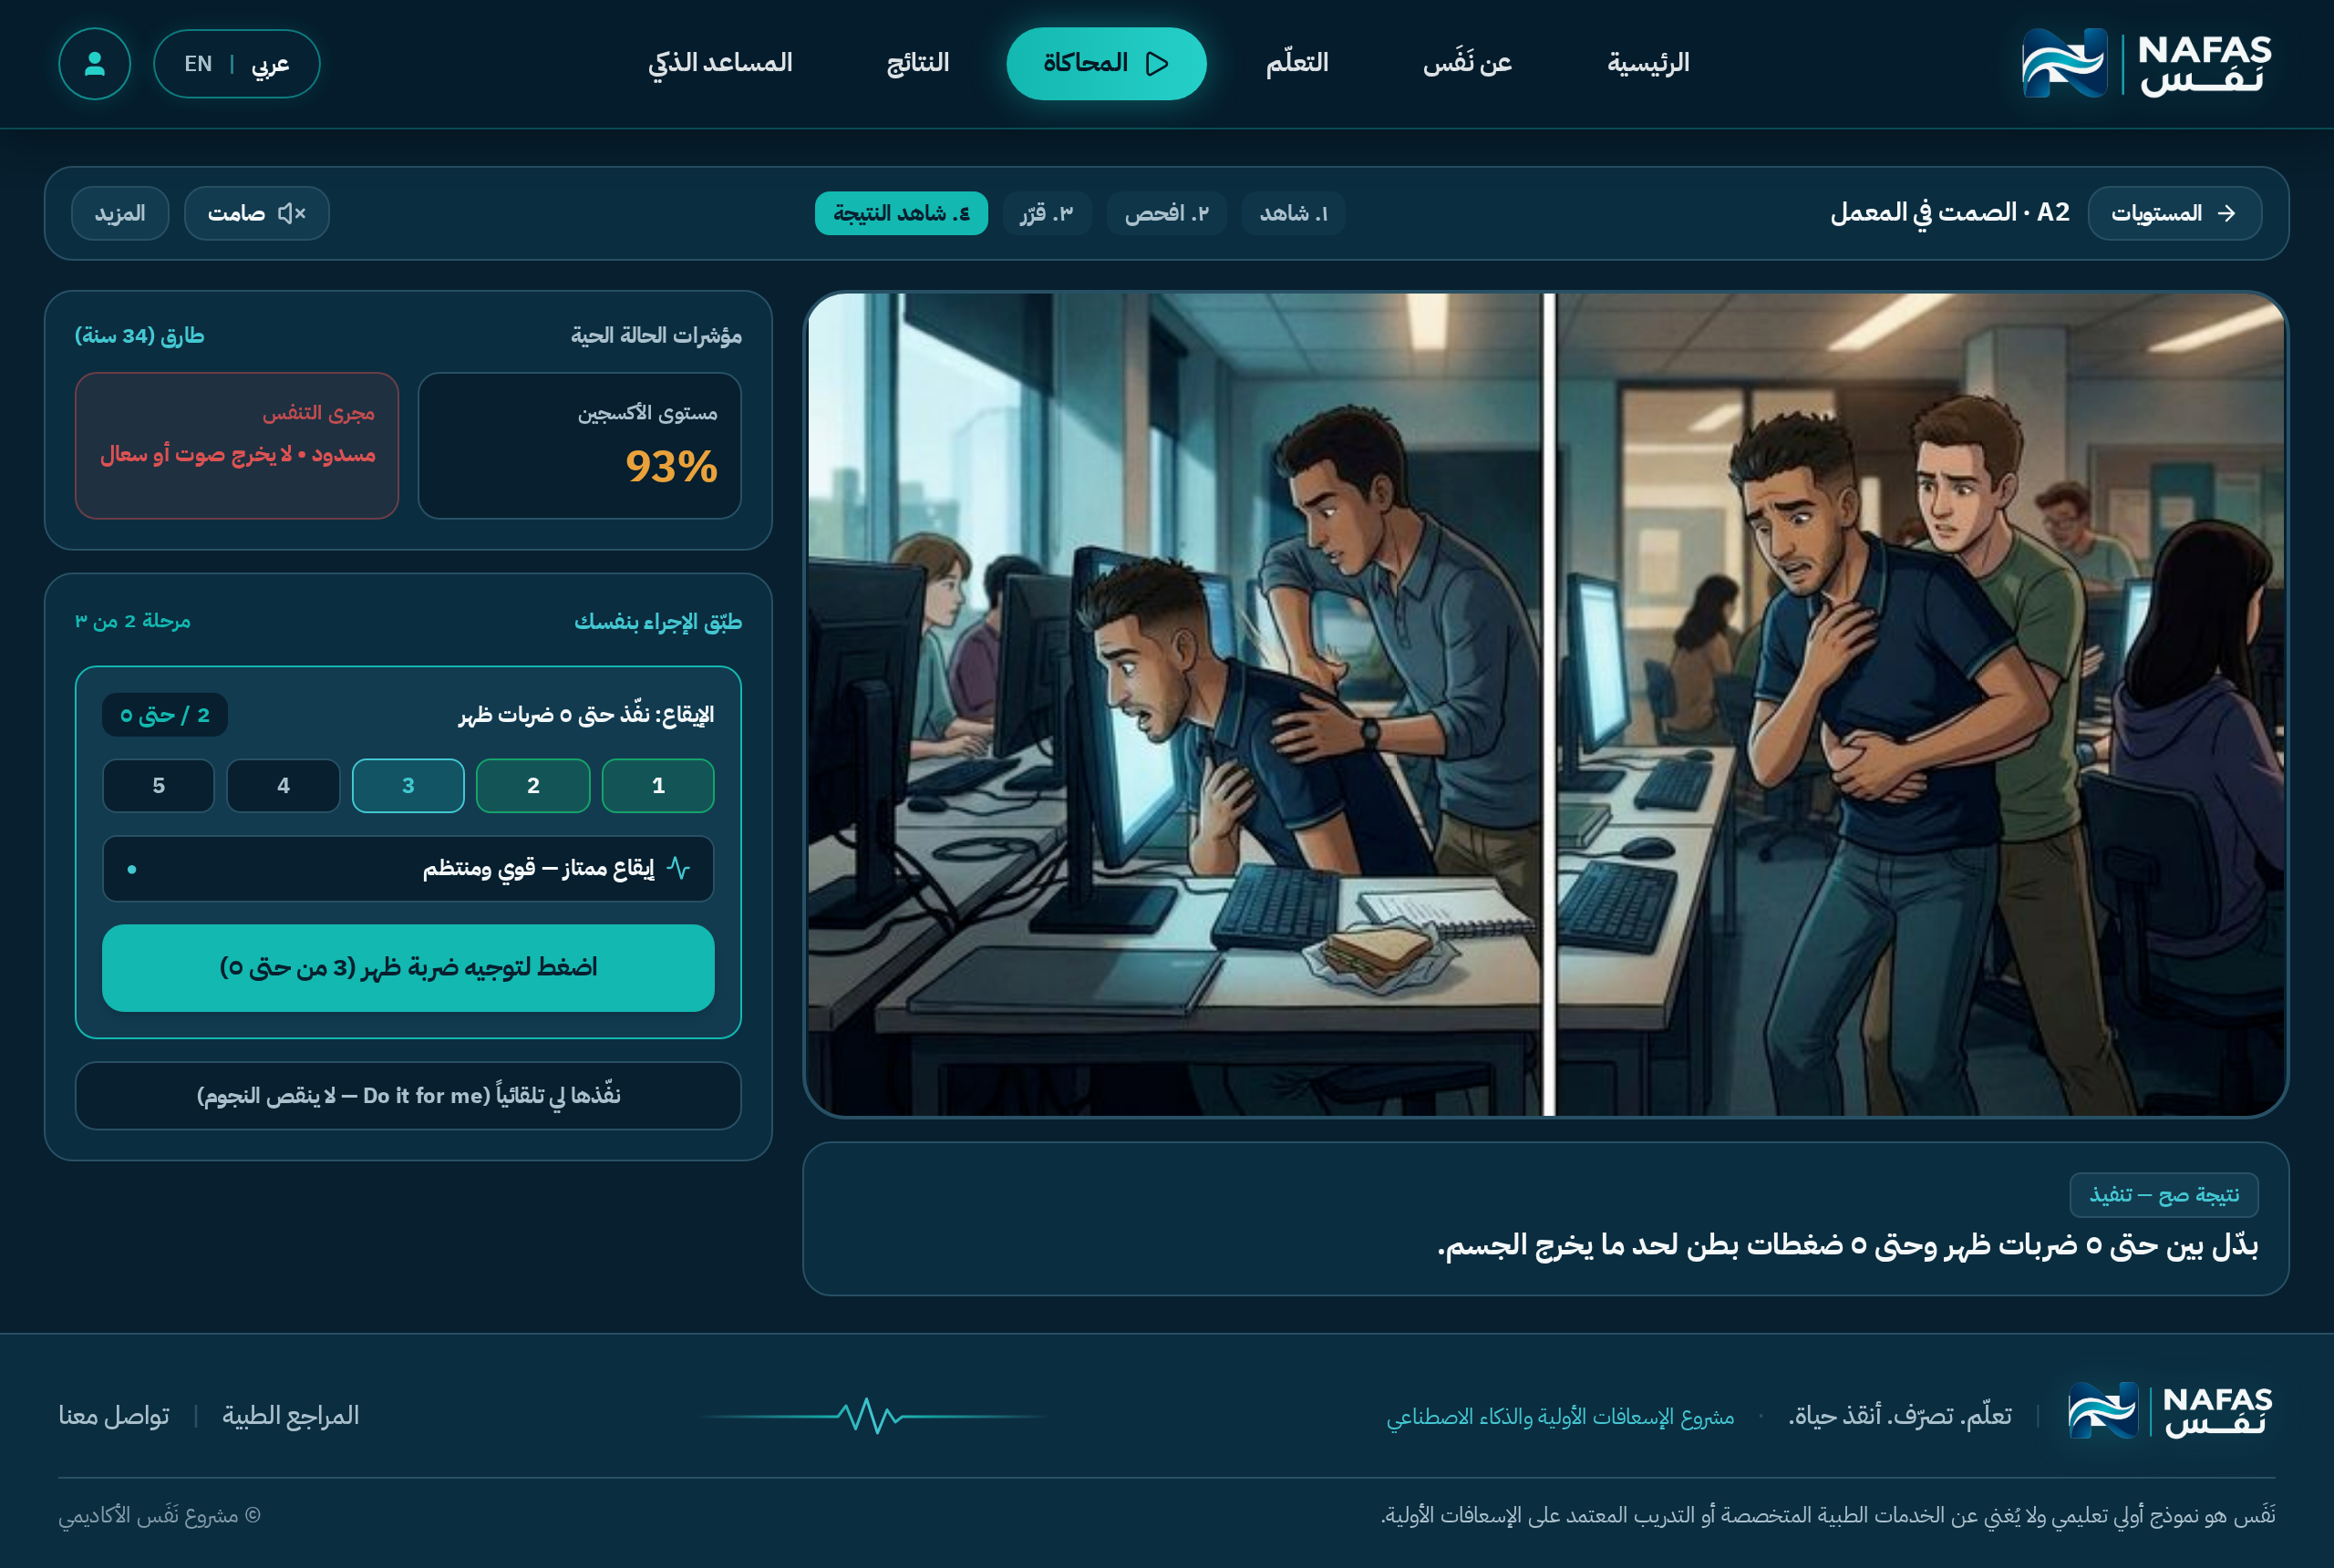 NAFAS
نَفَس
الرئيسية
عن نَفَس
التعلّم
المحاكاة
النتائج
المساعد الذكي
عربي | EN
المستويات
A2 · الصمت في المعمل
١. شاهد
٢. افحص
٣. قرّر
٤. شاهد النتيجة
صامت
المزيد
مؤشرات الحالة الحية
طارق (34 سنة)
مستوى الأكسجين
93%
مجرى التنفس
مسدود • لا يخرج صوت أو سعال
طبّق الإجراء بنفسك
مرحلة 2 من ٣
الإيقاع: نفّذ حتى ٥ ضربات ظهر
2 / حتى ٥
1
2
3
4
5
إيقاع ممتاز — قوي ومنتظم
اضغط لتوجيه ضربة ظهر (3 من حتى ٥)
نفّذها لي تلقائياً (Do it for me — لا ينقص النجوم)
نتيجة صح — تنفيذ
بدّل بين حتى ٥ ضربات ظهر وحتى ٥ ضغطات بطن لحد ما يخرج الجسم.
NAFAS
نَفَس
تعلّم. تصرّف. أنقذ حياة.
مشروع الإسعافات الأولية والذكاء الاصطناعي
المراجع الطبية
تواصل معنا
نَفَس هو نموذج أولي تعليمي ولا يُغني عن الخدمات الطبية المتخصصة أو التدريب المعتمد على الإسعافات الأولية.
© مشروع نَفَس الأكاديمي